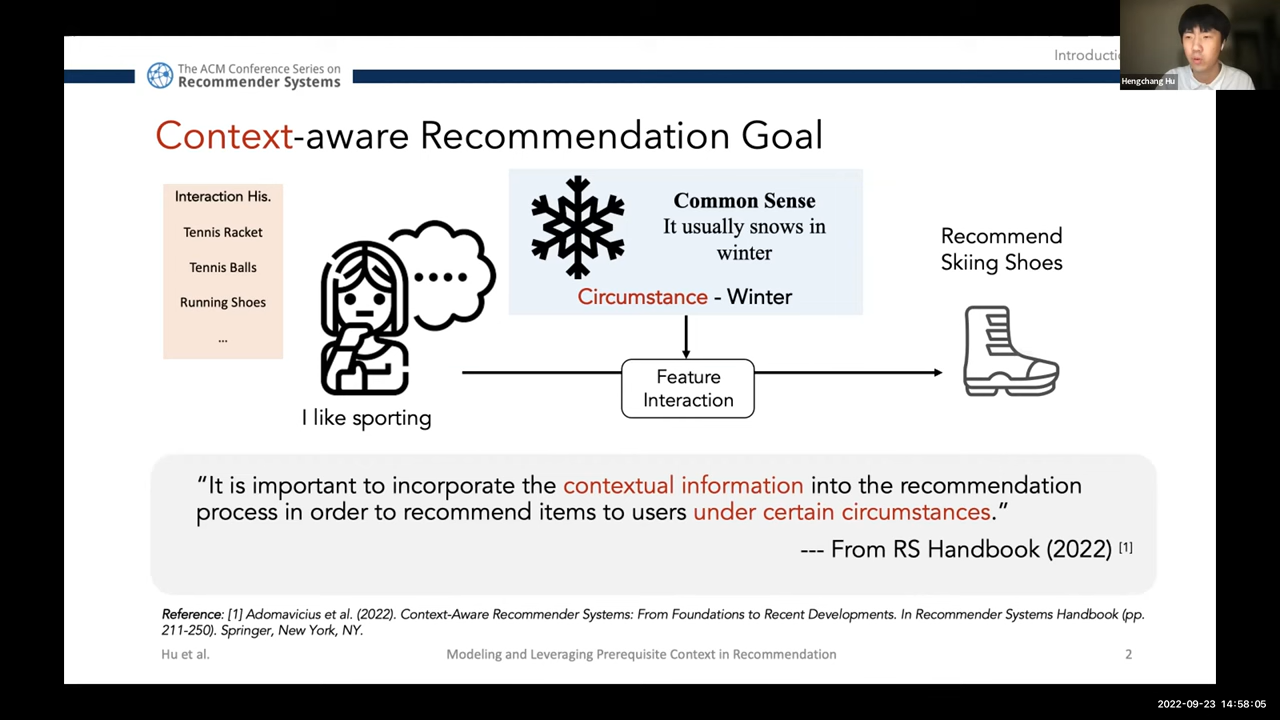 Introducti
Hengchang Hu
The ACM Conference Series on
Recommender Systems
Context-aware Recommendation Goal
Interaction His.
Tennis Racket
Tennis Balls
Running Shoes
...
I like sporting
Common Sense
It usually snows in
winter
Circumstance - Winter
Feature
Interaction
Recommend
Skiing Shoes
“It is important to incorporate the contextual information into the recommendation
process in order to recommend items to users under certain circumstances.”
--- From RS Handbook (2022) [1]
Reference: [1] Adomavicius et al. (2022). Context-Aware Recommender Systems: From Foundations to Recent Developments. In Recommender Systems Handbook (pp.
211-250). Springer, New York, NY.
Hu et al.
Modeling and Leveraging Prerequisite Context in Recommendation
2
2022-09-23 14:58:05